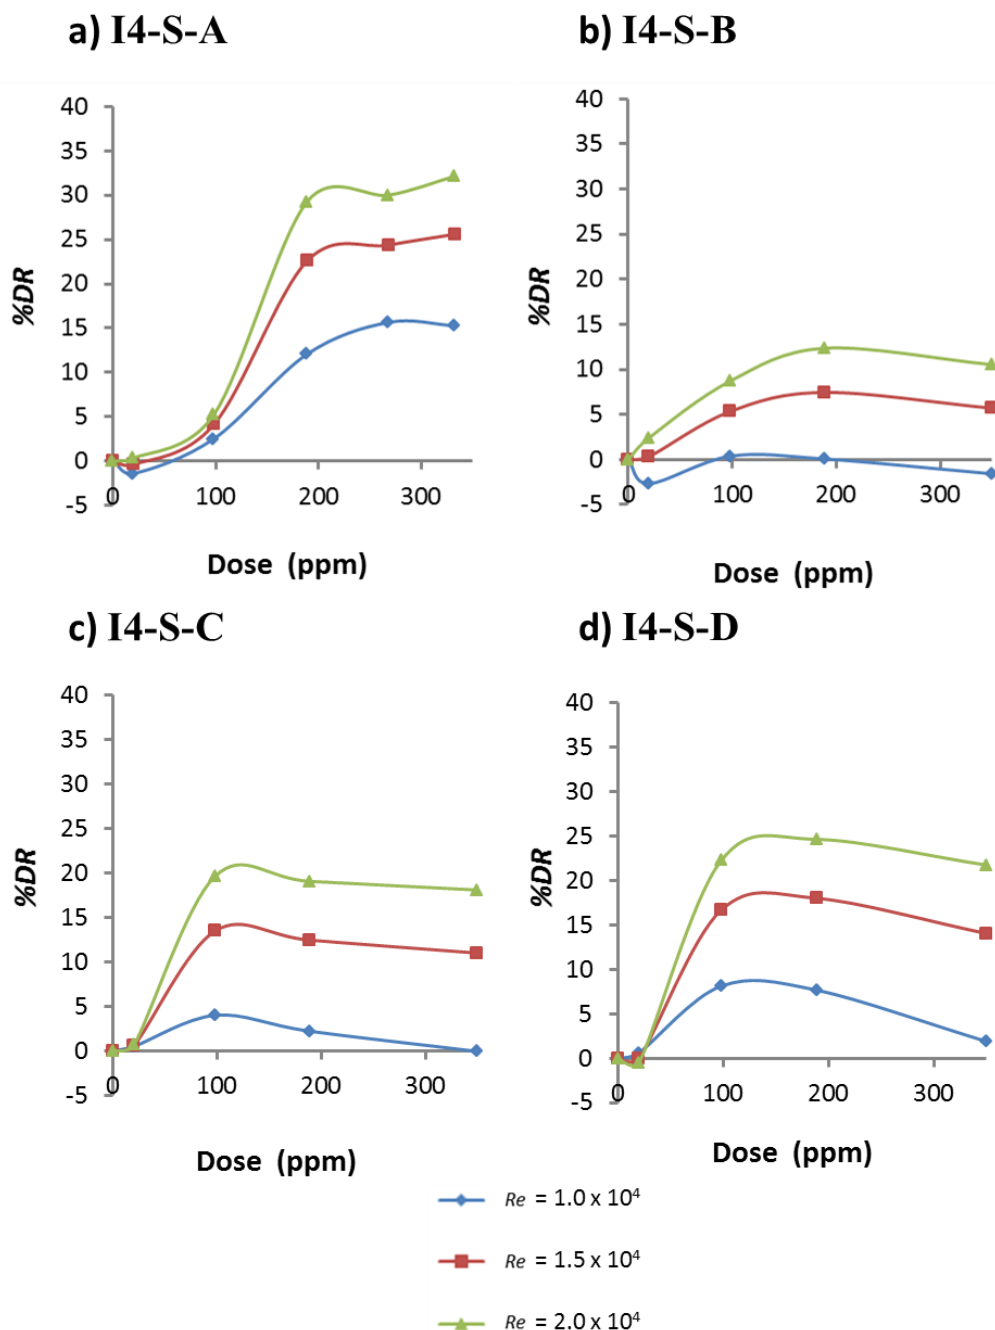 a) I4-S-A
40
35
30
25
20
15
10
5
0
-5
%DR
0 100 200 300
Dose (ppm)
b) I4-S-B
40
35
30
25
20
15
10
5
0
-5
%DR
0 100 200 300
Dose (ppm)
c) I4-S-C
40
35
30
25
20
15
10
5
0
-5
%DR
0 100 200 300
Dose (ppm)
d) I4-S-D
40
35
30
25
20
15
10
5
0
-5
%DR
0 100 200 300
Dose (ppm)
Re = 1.0 x 10⁴
Re = 1.5 x 10⁴
Re = 2.0 x 10⁴